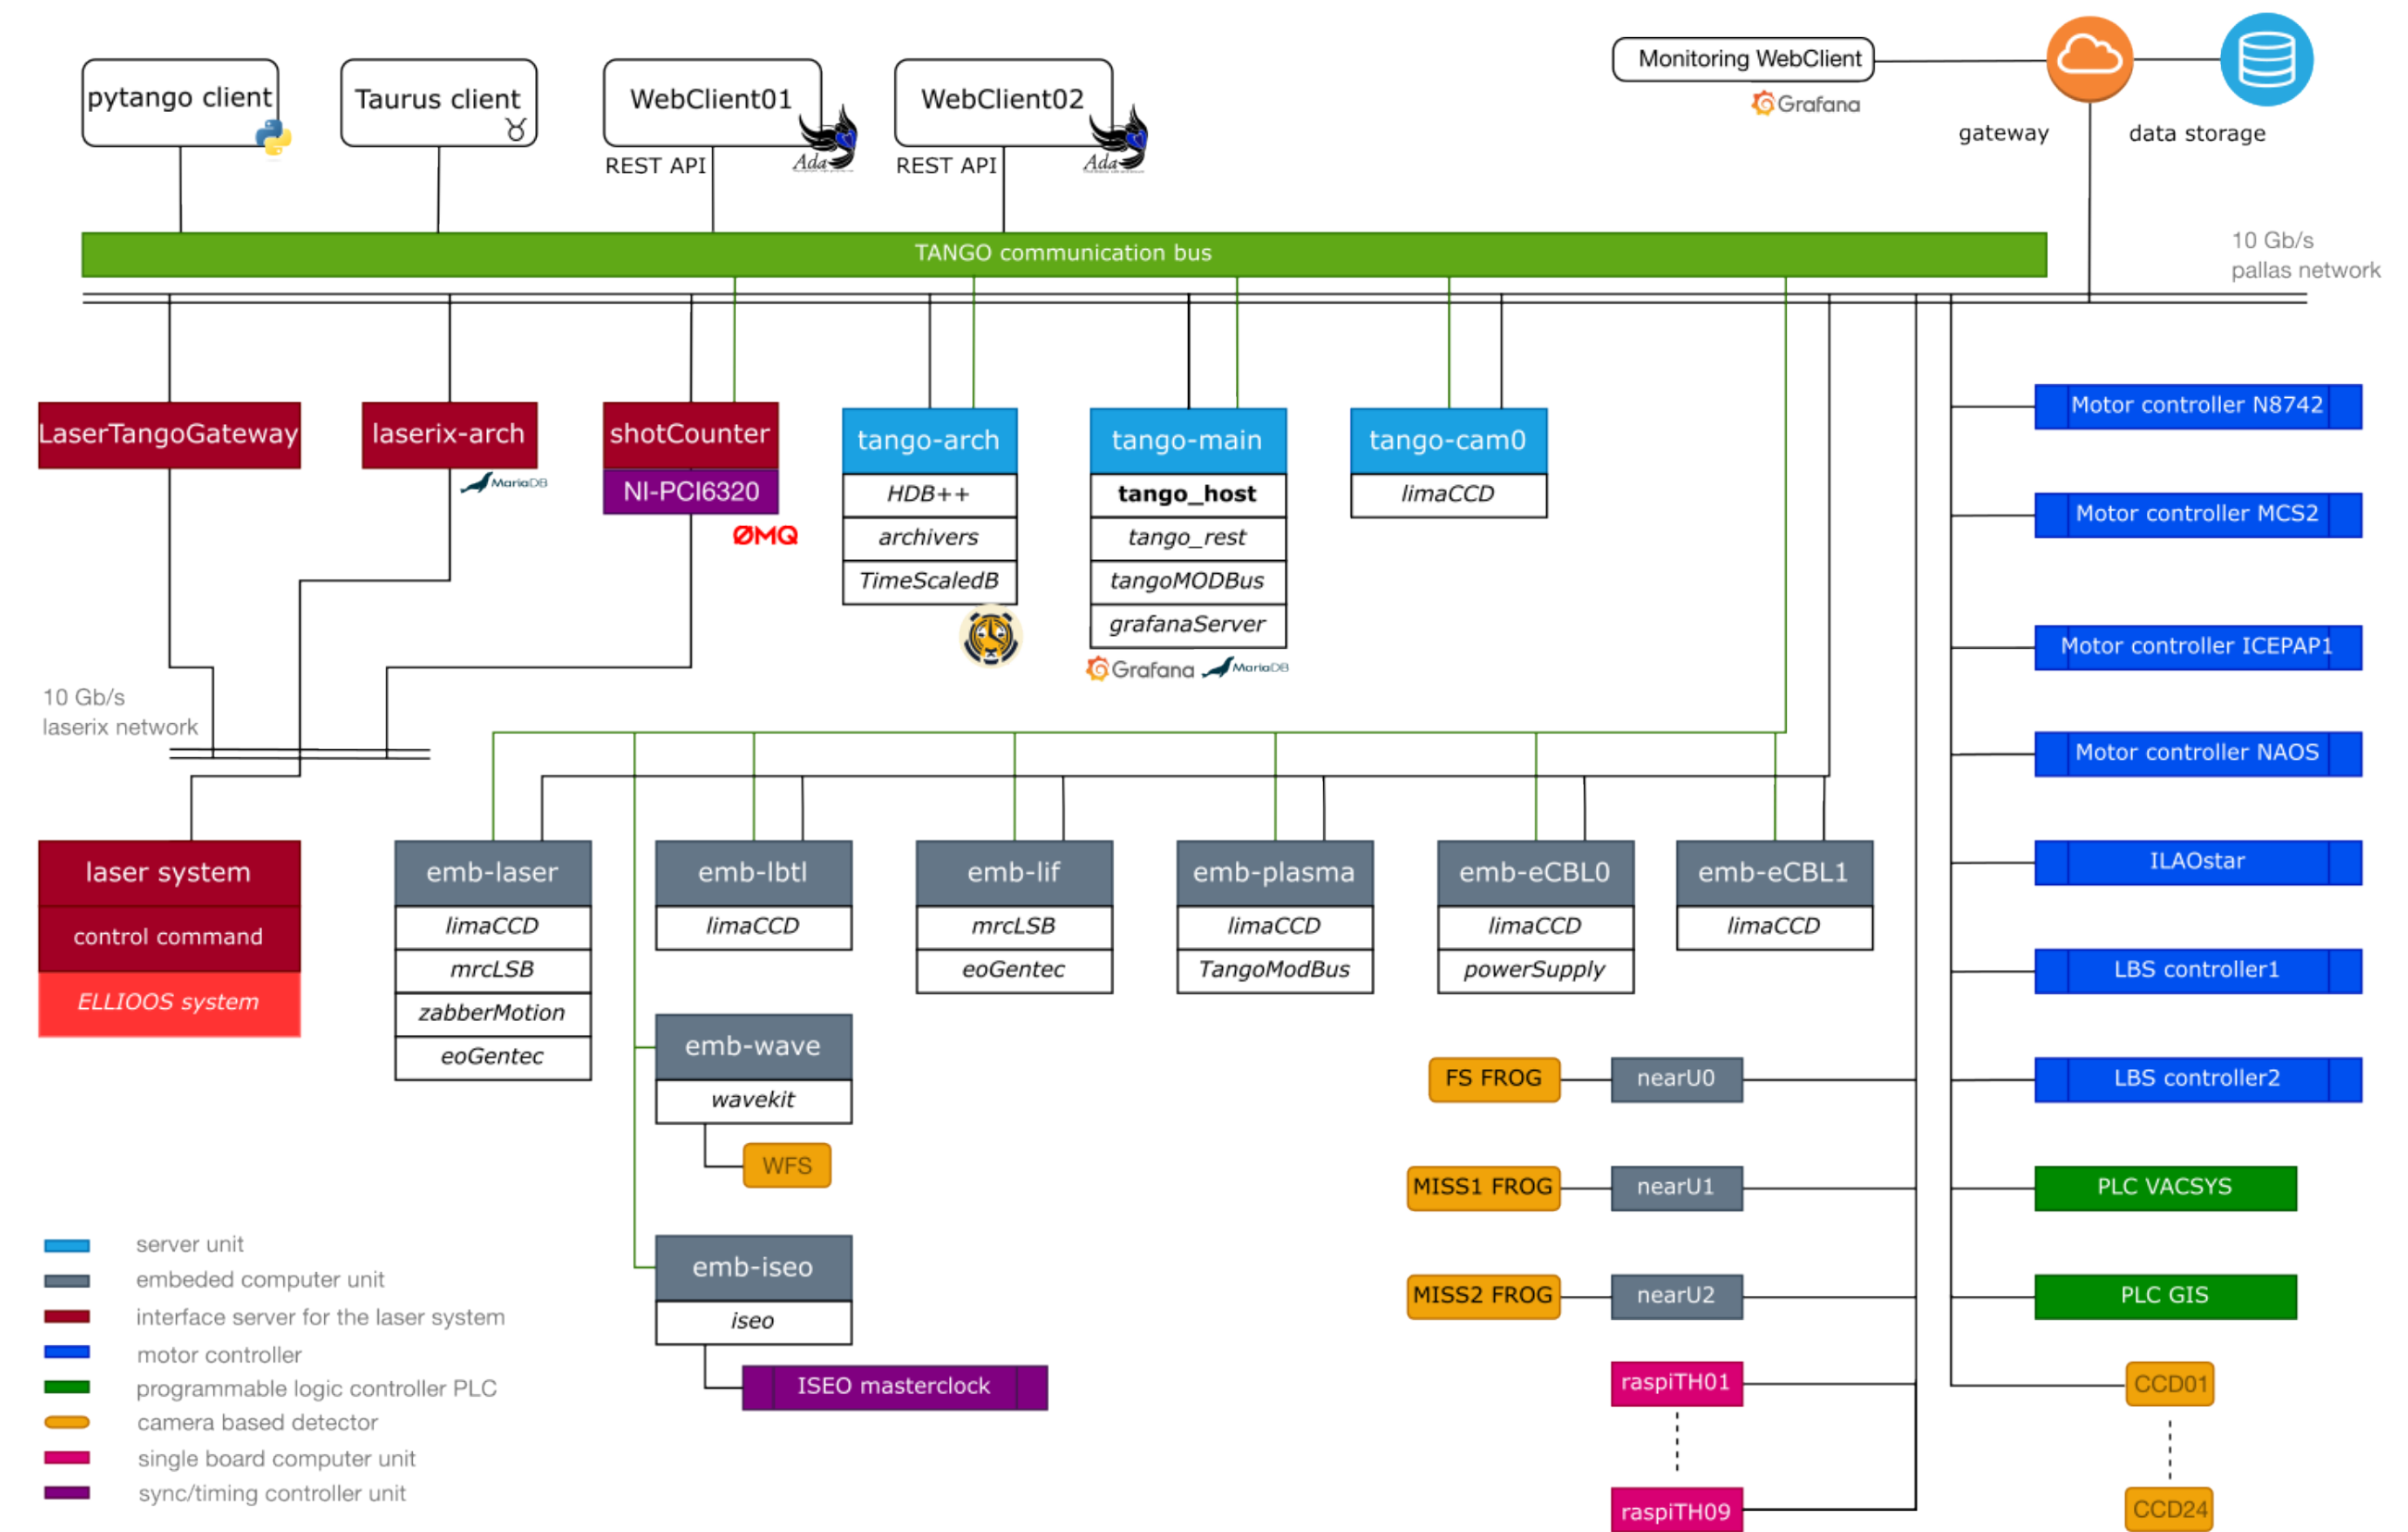 pytango client
Taurus client
WebClient01
WebClient02
Monitoring WebClient
Grafana
REST API
Ada
REST API
Ada
gateway
data storage
TANGO communication bus
10 Gb/s
pallas network
LaserTangoGateway
laserix-arch
MariaDB
shotCounter
NI-PCI6320
ØMQ
tango-arch
HDB++
archivers
TimeScaledB
tango-main
tango_host
tango_rest
tangoMODBus
grafanaServer
Grafana
MariaDB
tango-cam0
limaCCD
10 Gb/s
laserix network
laser system
control command
ELLIOOS system
emb-laser
limaCCD
mrcLSB
zabberMotion
eoGentec
emb-lbtl
limaCCD
emb-lif
mrcLSB
eoGentec
emb-plasma
limaCCD
TangoModBus
emb-eCBL0
limaCCD
powerSupply
emb-eCBL1
limaCCD
emb-wave
wavekit
WFS
emb-iseo
iseo
ISEO masterclock
FS FROG
nearU0
MISS1 FROG
nearU1
MISS2 FROG
nearU2
raspiTH01
raspiTH09
Motor controller N8742
Motor controller MCS2
Motor controller ICEPAP1
Motor controller NAOS
ILAOstar
LBS controller1
LBS controller2
PLC VACSYS
PLC GIS
CCD01
CCD24
server unit
embeded computer unit
interface server for the laser system
motor controller
programmable logic controller PLC
camera based detector
single board computer unit
sync/timing controller unit